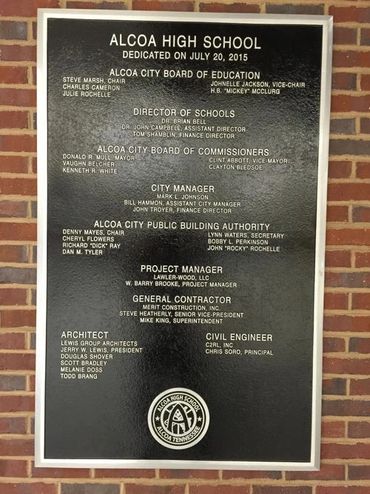 ALCOA HIGH SCHOOL
DEDICATED ON JULY 20, 2015
ALCOA CITY BOARD OF EDUCATION
STEVE MARSH, CHAIR
CHARLES CAMERON
JULIE ROCHELLE
JOHNELLE JACKSON, VICE-CHAIR
H.B. "MICKEY" MCCLURG
DIRECTOR OF SCHOOLS
DR. BRIAN BELL
DR. JOHN CAMPBELL, ASSISTANT DIRECTOR
TOM SHAMBLIN, FINANCE DIRECTOR
ALCOA CITY BOARD OF COMMISSIONERS
DONALD R. MULL, MAYOR
VAUGHN BELCHER
KENNETH R. WHITE
CLINT ABBOTT, VICE-MAYOR
CLAYTON BLEDSOE
CITY MANAGER
MARK L. JOHNSON
BILL HAMMON, ASSISTANT CITY MANAGER
JOHN TROYER, FINANCE DIRECTOR
ALCOA CITY PUBLIC BUILDING AUTHORITY
DENNY MAYES, CHAIR
CHERYL FLOWERS
RICHARD "DICK" RAY
DAN M. TYLER
LYNN WATERS, SECRETARY
BOBBY L. PERKINSON
JOHN "ROCKY" ROCHELLE
PROJECT MANAGER
LAWLER-WOOD, LLC
W. BARRY BROOKE, PROJECT MANAGER
GENERAL CONTRACTOR
MERIT CONSTRUCTION, INC.
STEVE HEATHERLY, SENIOR VICE-PRESIDENT
MIKE KING, SUPERINTENDENT
ARCHITECT
LEWIS GROUP ARCHITECTS
JERRY W. LEWIS, PRESIDENT
DOUGLAS SHOVER
SCOTT BRADLEY
MELANIE DOSS
TODD BRANG
CIVIL ENGINEER
C2RL, INC
CHRIS SORO, PRINCIPAL
ALCOA HIGH SCHOOL
ALCOA TENNESSEE